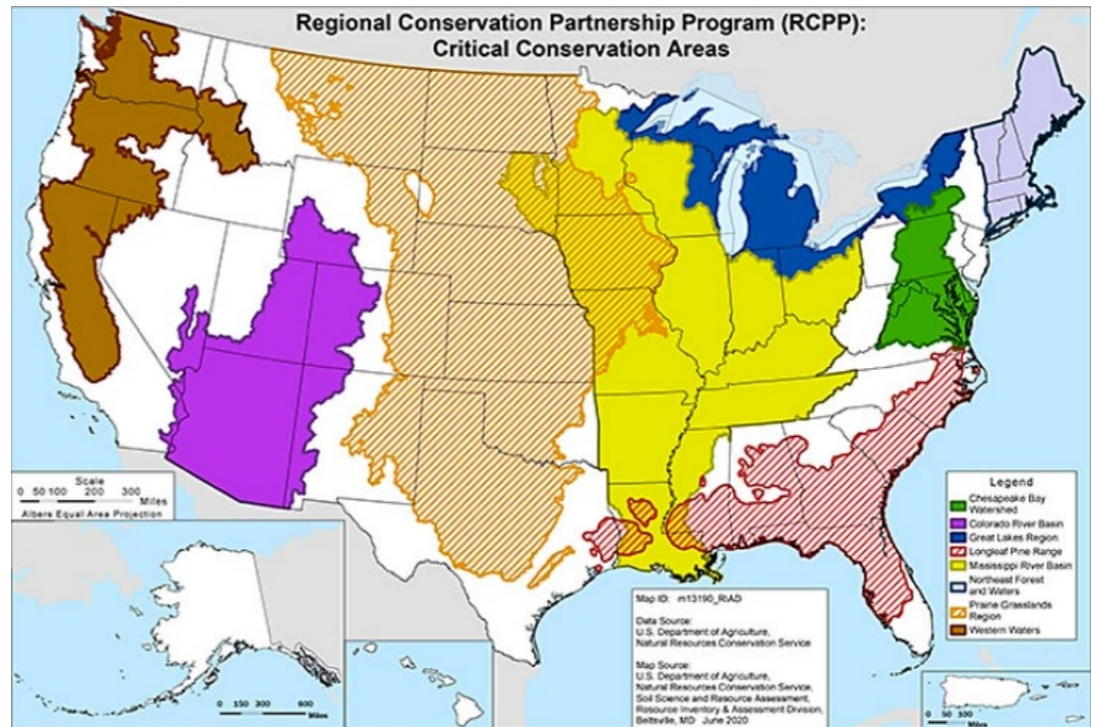 Regional Conservation Partnership Program (RCPP):
Critical Conservation Areas
Scale
0 50 100 200 300
Miles
Albers Equal Area Projection
0 150 300 600
Miles
Map ID: m13190_RIAD
Data Source:
U.S. Department of Agriculture,
Natural Resources Conservation Service
Map Source:
U.S. Department of Agriculture,
Natural Resources Conservation Service,
Soil Science and Resource Assessment,
Resource Inventory & Assessment Division,
Beltsville, MD June 2020
Legend
Chesapeake Bay
Watershed
Colorado River Basin
Great Lakes Region
Longleaf Pine Range
Mississippi River Basin
Northeast Forest
and Waters
Prairie Grasslands
Region
Western Waters
0 50 100
Miles